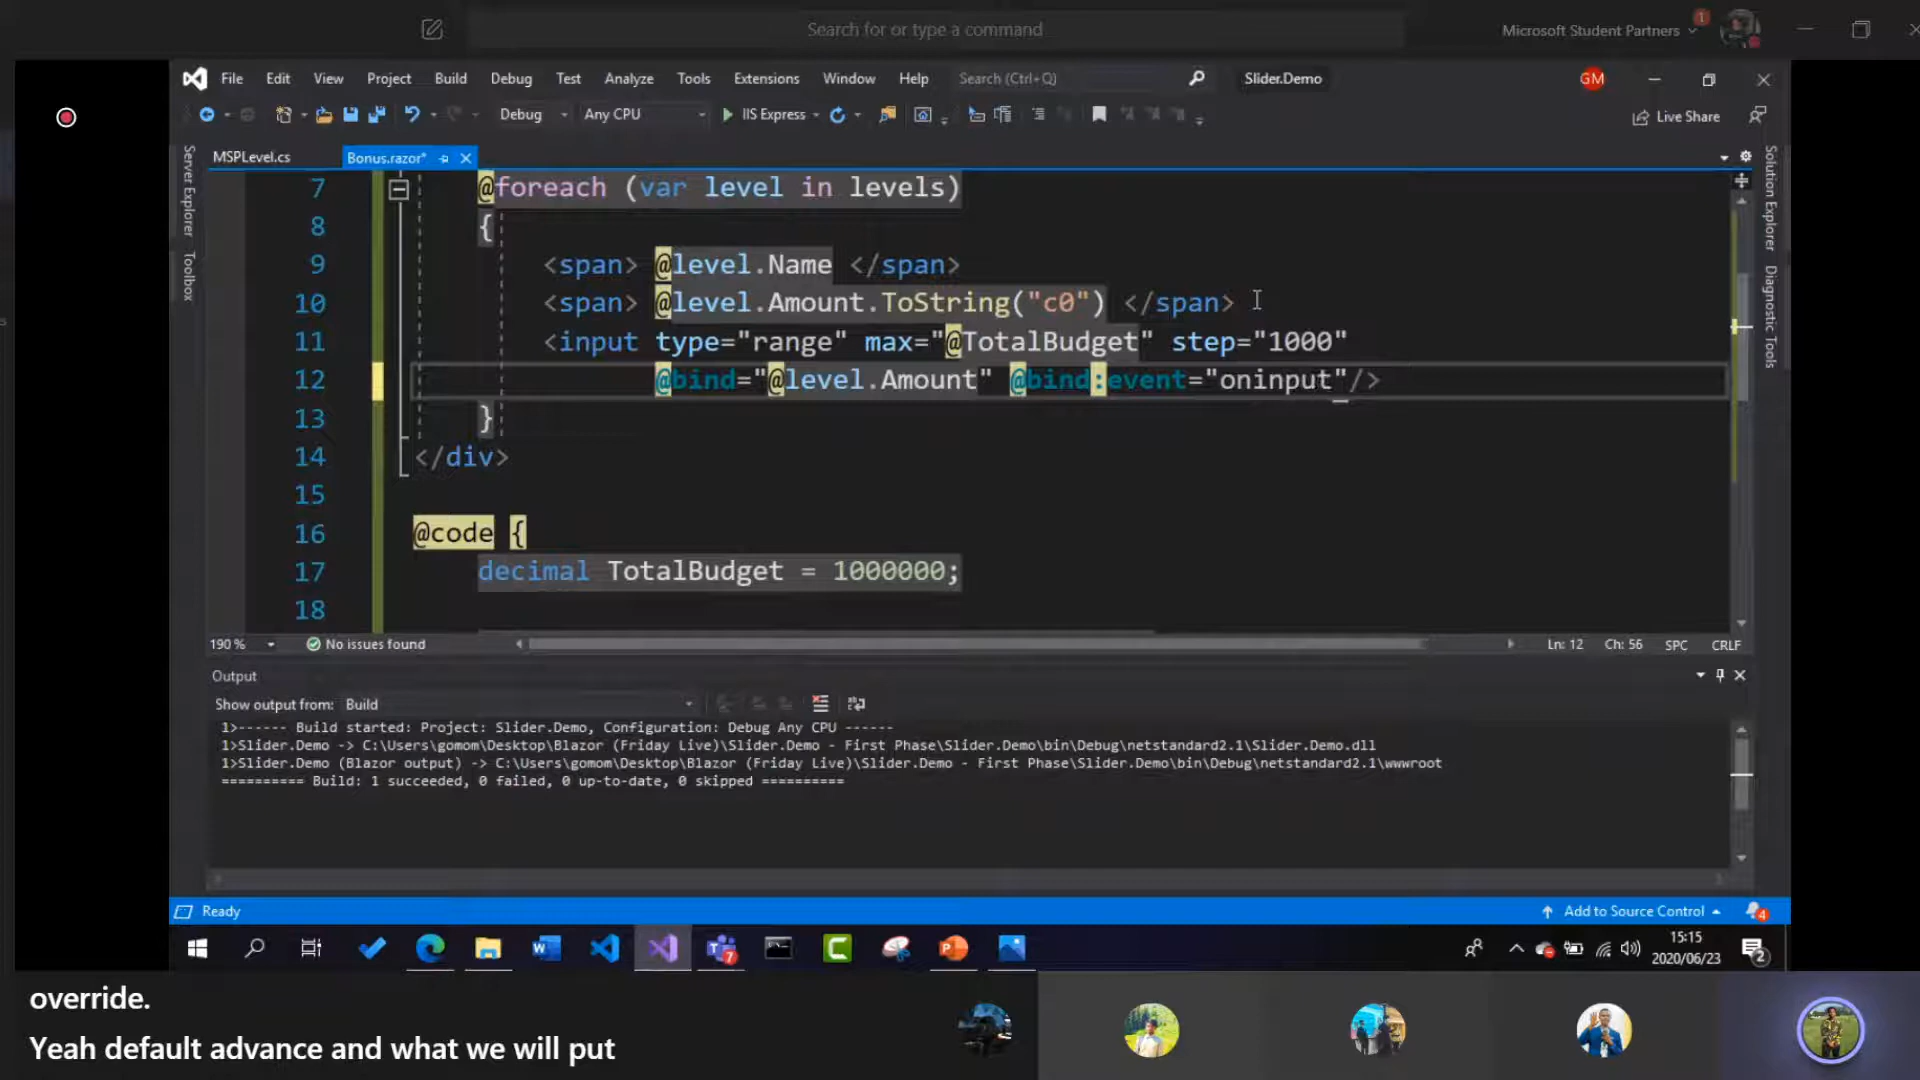 Search for or type a command
Microsoft Student Partners
1
File Edit View Project Build Debug Test Analyze Tools Extensions Window Help Search (Ctrl+Q) Slider.Demo GM
Debug Any CPU IIS Express Live Share
MSPLevel.cs Bonus.razor*
Server Explorer
Toolbox
Solution Explorer
Diagnostic Tools
7 @foreach (var level in levels)
8 {
9 <span> @level.Name </span>
10 <span> @level.Amount.ToString("c0") </span>
11 <input type="range" max="@TotalBudget" step="1000"
12 @bind="@level.Amount" @bind:event="oninput"/>
13 }
14 </div>
15
16 @code {
17 decimal TotalBudget = 1000000;
18
190 % No issues found Ln: 12 Ch: 56 SPC CRLF
Output
Show output from: Build
1>------ Build started: Project: Slider.Demo, Configuration: Debug Any CPU ------
1>Slider.Demo -> C:\Users\gomom\Desktop\Blazor (Friday Live)\Slider.Demo - First Phase\Slider.Demo\bin\Debug\netstandard2.1\Slider.Demo.dll
1>Slider.Demo (Blazor output) -> C:\Users\gomom\Desktop\Blazor (Friday Live)\Slider.Demo - First Phase\Slider.Demo\bin\Debug\netstandard2.1\wwwroot
========== Build: 1 succeeded, 0 failed, 0 up-to-date, 0 skipped ==========
Ready Add to Source Control 4
7
15:15
2020/06/23
2
override.
Yeah default advance and what we will put